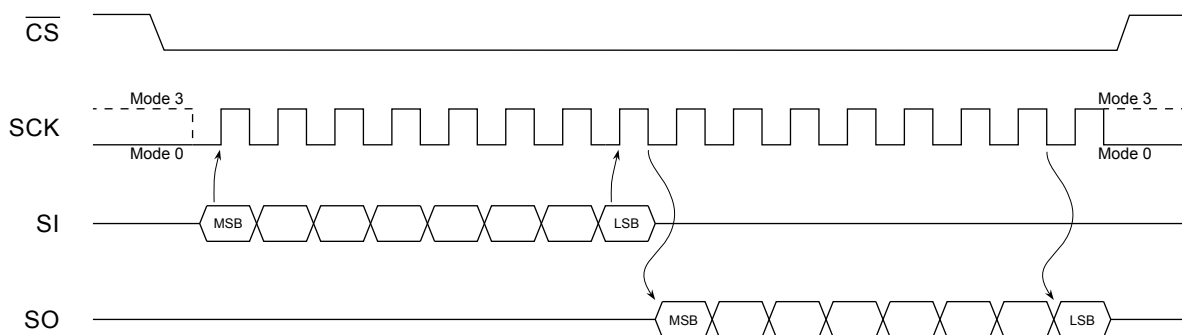 CS
Mode 3
Mode 3
SCK
Mode 0
Mode 0
SI
MSB
LSB
SO
MSB
LSB